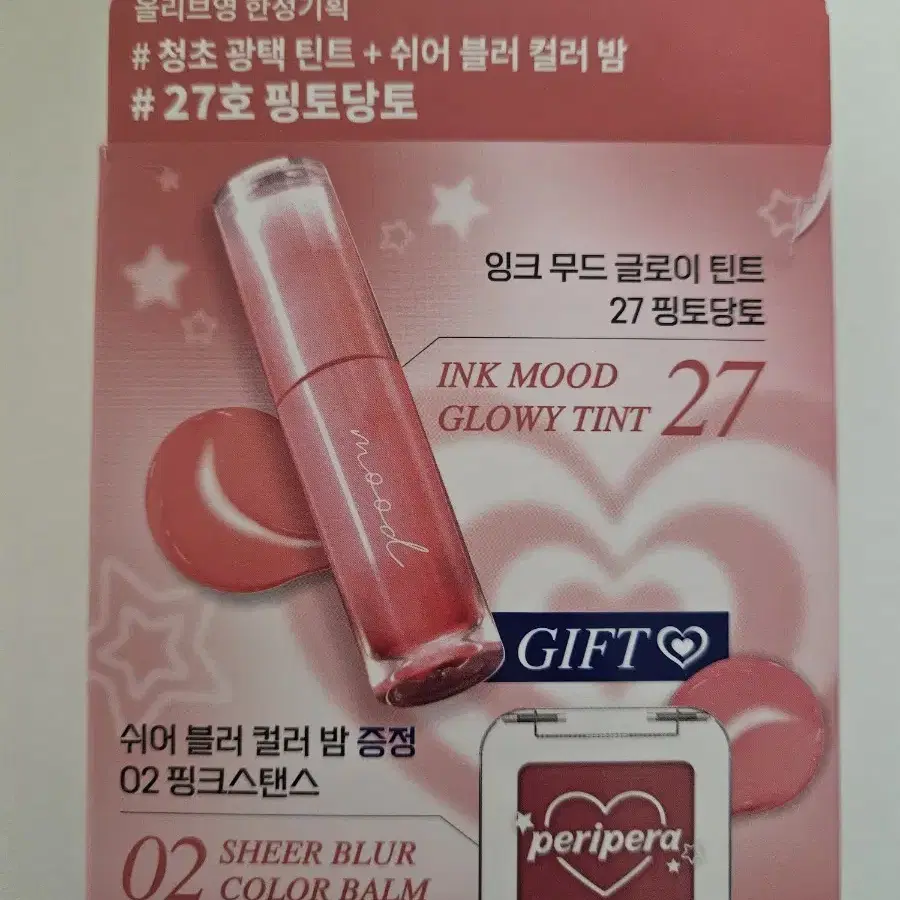 올리브영 한정기획
# 청초 광택 틴트 + 쉬어 블러 컬러 밤
# 27호 핑토당토
잉크 무드 글로이 틴트
27 핑토당토
INK MOOD
GLOWY TINT 27
mood
GIFT
쉬어 블러 컬러 밤 증정
02 핑크스탠스
peripera
02 SHEER BLUR
COLOR BALM